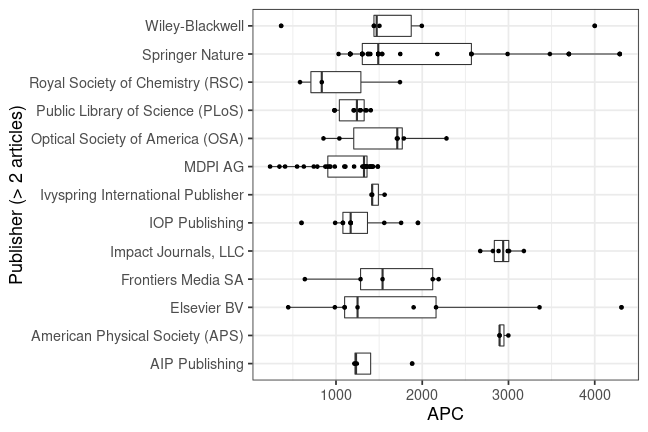 Publisher (> 2 articles)
Wiley-Blackwell
Springer Nature
Royal Society of Chemistry (RSC)
Public Library of Science (PLoS)
Optical Society of America (OSA)
MDPI AG
Ivyspring International Publisher
IOP Publishing
Impact Journals, LLC
Frontiers Media SA
Elsevier BV
American Physical Society (APS)
AIP Publishing
1000 2000 3000 4000
APC